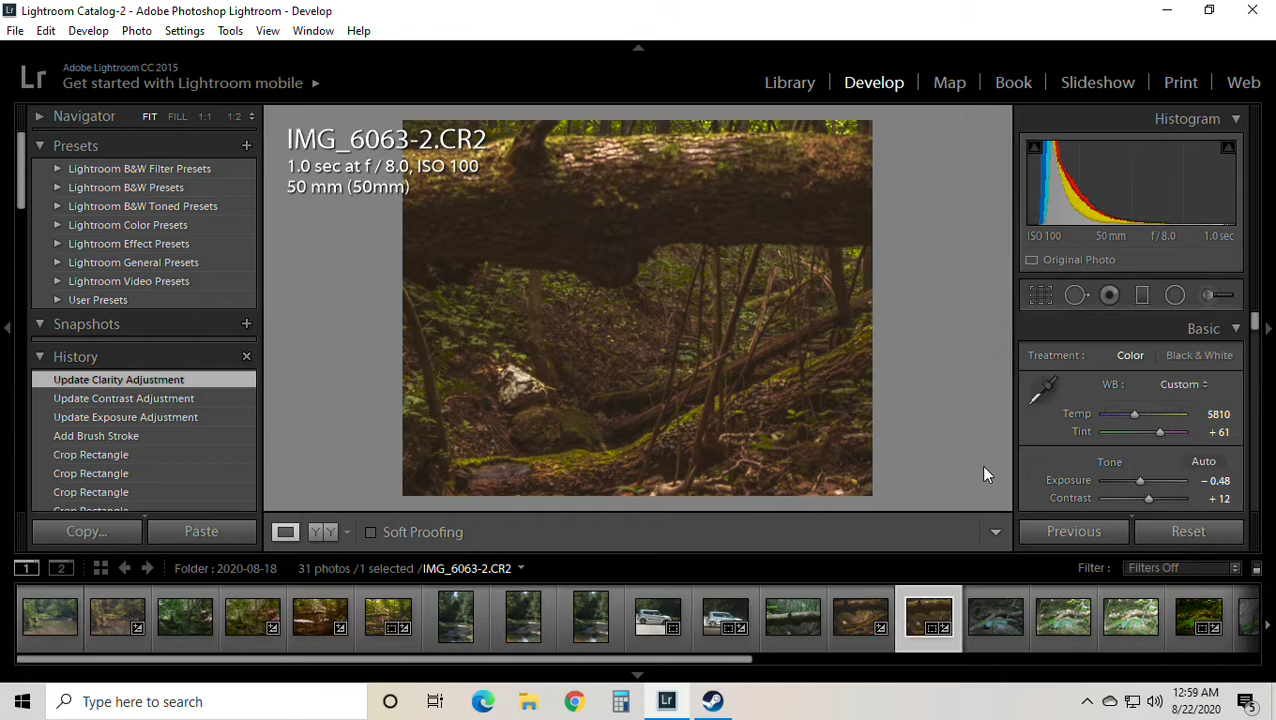 Lightroom Catalog-2 - Adobe Photoshop Lightroom - Develop
File Edit Develop Photo Settings Tools View Window Help
Lr
Adobe Lightroom CC 2015
Get started with Lightroom mobile
Library Develop Map Book Slideshow Print Web
Navigator FIT FILL 1:1 1:2
Presets
Lightroom B&W Filter Presets
Lightroom B&W Presets
Lightroom B&W Toned Presets
Lightroom Color Presets
Lightroom Effect Presets
Lightroom General Presets
Lightroom Video Presets
User Presets
Snapshots
History
Update Clarity Adjustment
Update Contrast Adjustment
Update Exposure Adjustment
Add Brush Stroke
Crop Rectangle
Crop Rectangle
Crop Rectangle
Crop Rectangle
Copy... Paste
IMG_6063-2.CR2
1.0 sec at f / 8.0, ISO 100
50 mm (50mm)
Histogram
ISO 100 50 mm f / 8.0 1.0 sec
Original Photo
Basic
Treatment : Color Black & White
WB : Custom
Temp 5810
Tint + 61
Tone Auto
Exposure − 0.48
Contrast + 12
Previous Reset
Y Y Soft Proofing
1 2 Folder : 2020-08-18 31 photos / 1 selected / IMG_6063-2.CR2 Filter : Filters Off
Type here to search
Lr
12:59 AM
8/22/2020
5